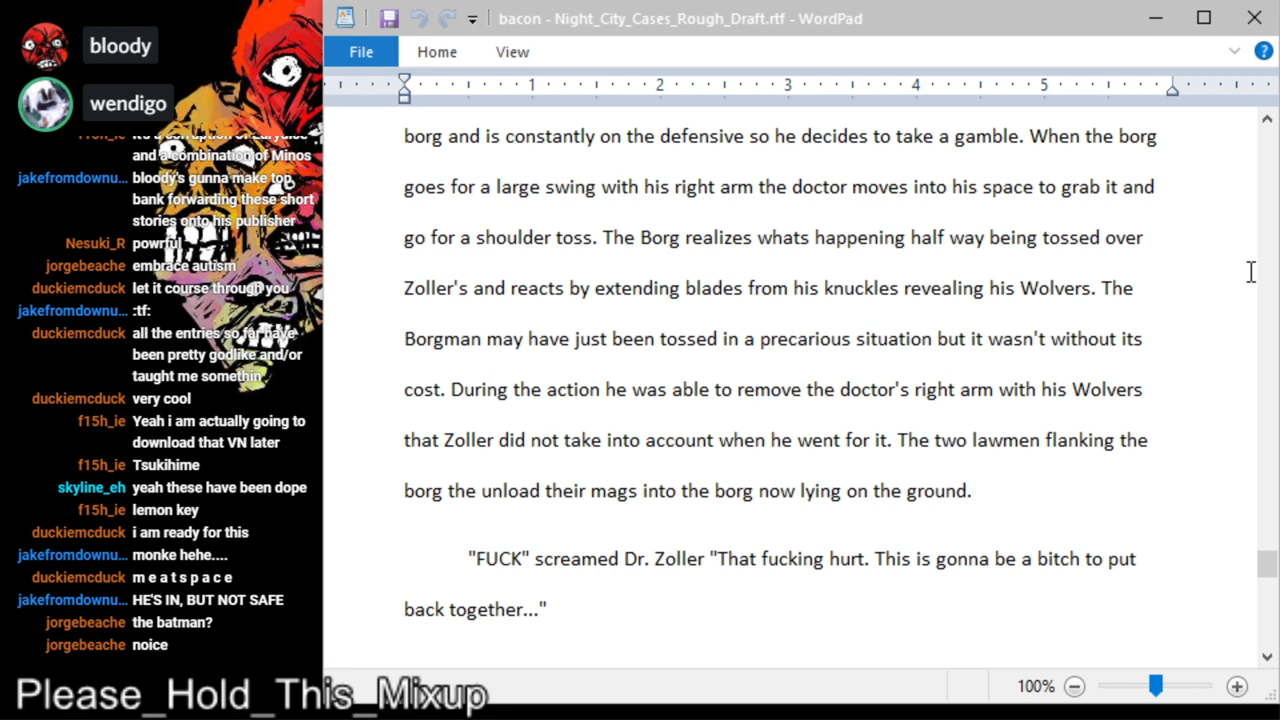 bloody
wendigo
and a combination of Minos
jakefromdownu... bloody's gunna make top
bank forwarding these short
stories onto his publisher
Nesuki_R powrful
jorgebeache embrace autism
duckiemcduck let it course through you
jakefromdownu... :tf:
duckiemcduck all the entries so far have
been pretty godlike and/or
taught me somethin
duckiemcduck very cool
f15h_ie Yeah i am actually going to
download that VN later
f15h_ie Tsukihime
skyline_eh yeah these have been dope
f15h_ie lemon key
duckiemcduck i am ready for this
jakefromdownu... monke hehe....
duckiemcduck m e a t s p a c e
jakefromdownu... HE'S IN, BUT NOT SAFE
jorgebeache the batman?
jorgebeache noice
Please_Hold_This_Mixup
bacon - Night_City_Cases_Rough_Draft.rtf - WordPad
File Home View
1 2 3 4 5
borg and is constantly on the defensive so he decides to take a gamble. When the borg
goes for a large swing with his right arm the doctor moves into his space to grab it and
go for a shoulder toss. The Borg realizes whats happening half way being tossed over
Zoller's and reacts by extending blades from his knuckles revealing his Wolvers. The
Borgman may have just been tossed in a precarious situation but it wasn't without its
cost. During the action he was able to remove the doctor's right arm with his Wolvers
that Zoller did not take into account when he went for it. The two lawmen flanking the
borg the unload their mags into the borg now lying on the ground.
"FUCK" screamed Dr. Zoller "That fucking hurt. This is gonna be a bitch to put
back together..."
100%